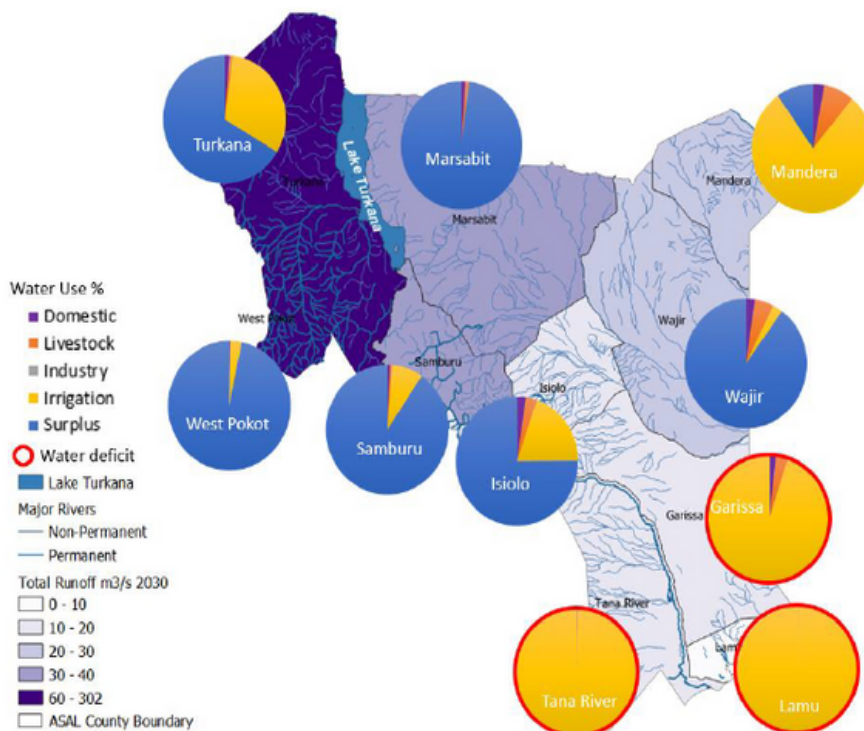 Turkana
Marsabit
Mandera
Lake Turkana
Turkana
Marsabit
Mandera
Water Use %
Domestic
Livestock
Industry
Irrigation
Surplus
Water deficit
Lake Turkana
Major Rivers
Non-Permanent
Permanent
Total Runoff m3/s 2030
0 - 10
10 - 20
20 - 30
30 - 40
60 - 302
ASAL County Boundary
West Pokot
West Pokot
Samburu
Samburu
Isiolo
Isiolo
Wajir
Wajir
Garissa
Garissa
Tana River
Tana River
Lam
Lamu